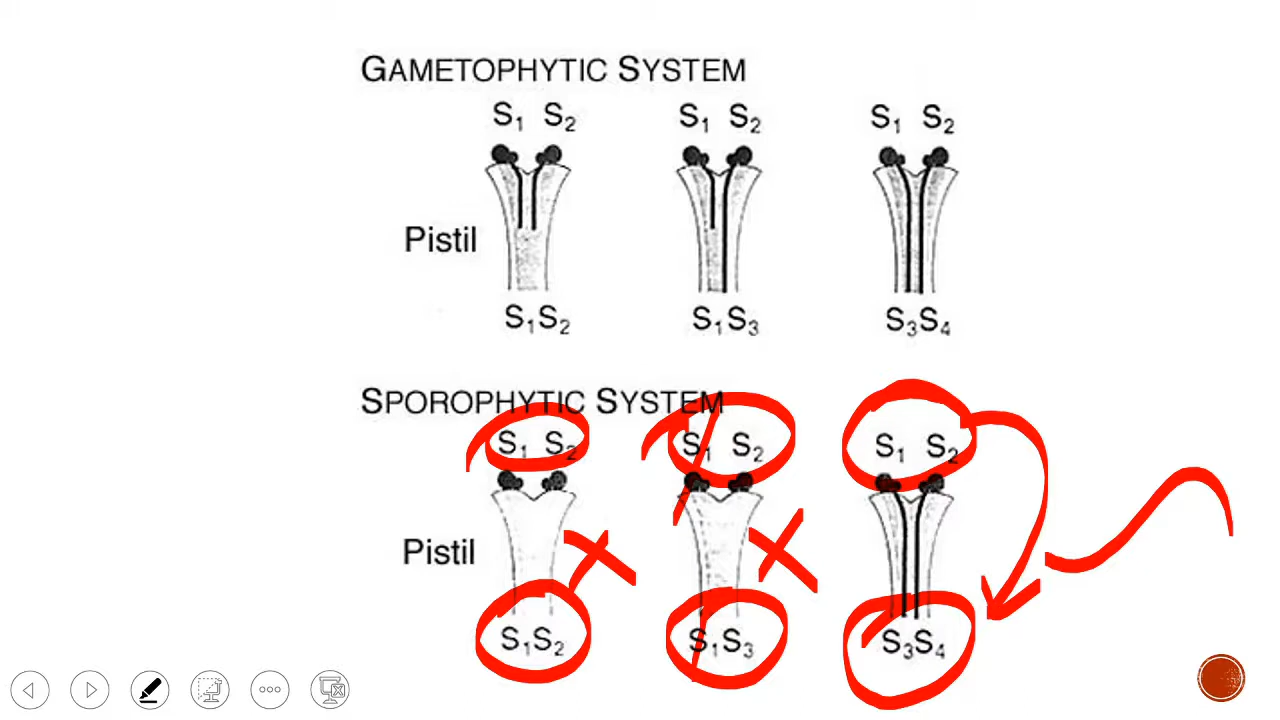 GAMETOPHYTIC SYSTEM
S₁ S₂ S₁ S₂ S₁ S₂
Pistil
S₁S₂ S₁S₃ S₃S₄
SPOROPHYTIC SYSTEM
S₁ S₂ S₁ S₂ S₁ S₂
Pistil
S₁S₂ S₁S₃ S₃S₄